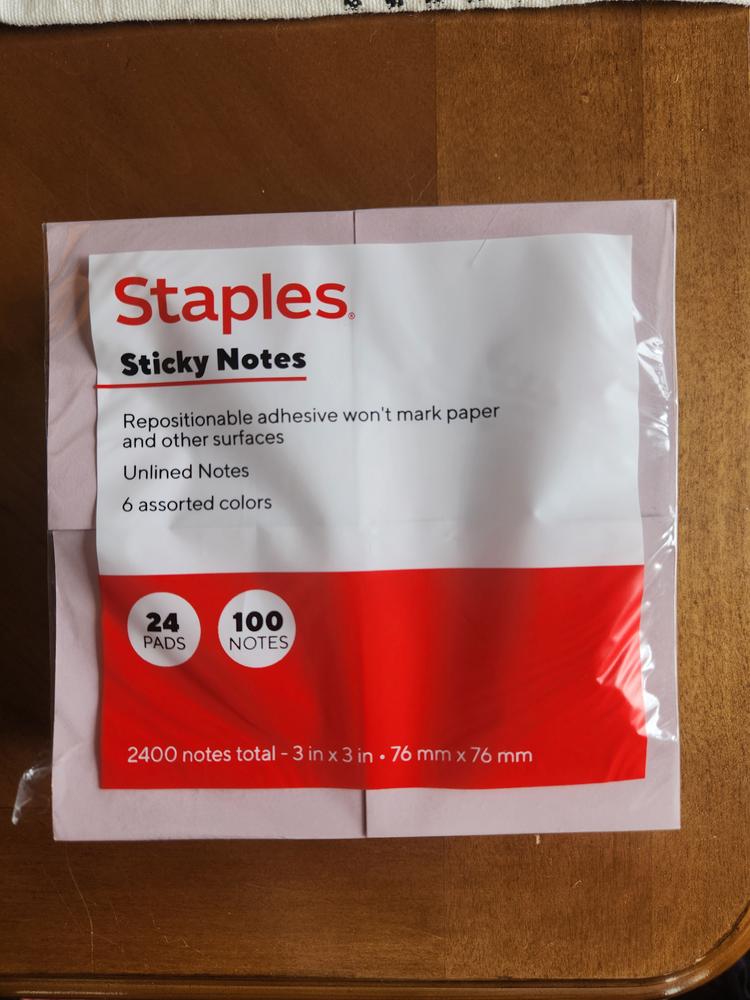 Staples®
Sticky Notes
Repositionable adhesive won't mark paper
and other surfaces
Unlined Notes
6 assorted colors
24
PADS
100
NOTES
2400 notes total - 3 in x 3 in • 76 mm x 76 mm